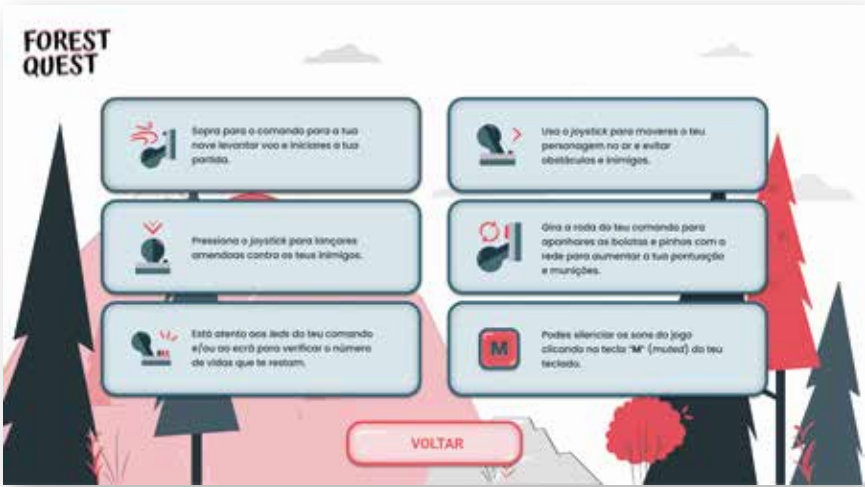 FOREST
QUEST
Sopra para o comando para a tua
nave levantar voo e iniciares a tua
partida.
Usa o joystick para moveres o teu
personagem no ar e evitar
obstáculos e inimigos.
Pressiona o joystick para lançares
amendoas contra os teus inimigos.
Gira a roda do teu comando para
apanhares as bolotas e pinhas com a
rede para aumentar a tua pontuação
e munições.
Está atento aos leds do teu comando
e/ou ao ecrã para verificar o número
de vidas que te restam.
M
Podes silenciar os sons do jogo
clicando na tecla "M" (muted) do teu
teclado.
VOLTAR